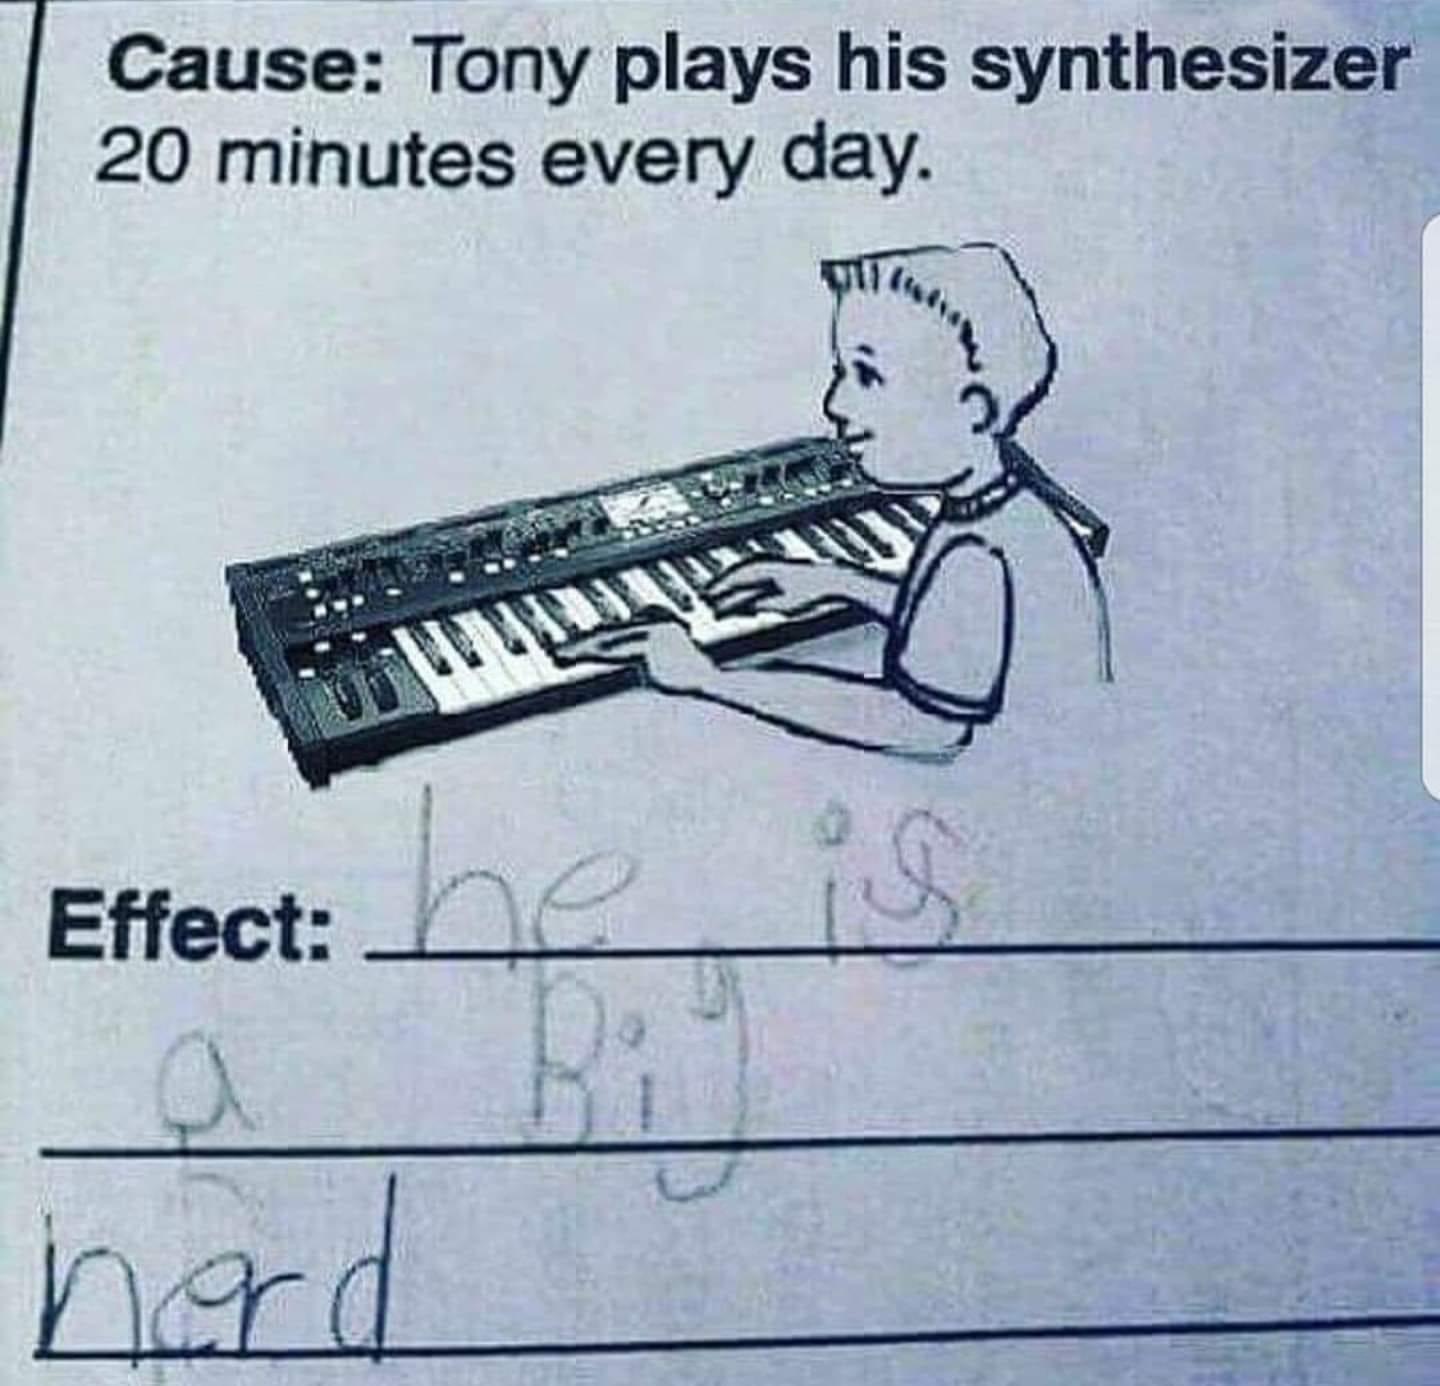 Cause: Tony plays his synthesizer
20 minutes every day.
Effect: he is
a Big
nerd